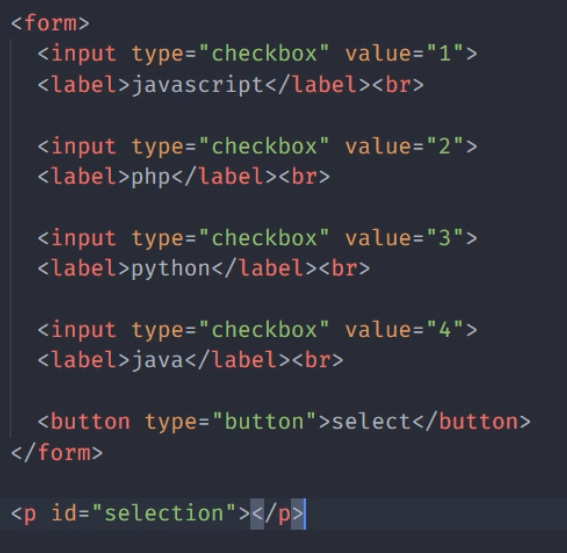 <form>
<input type="checkbox" value="1">
<label>javascript</label><br>
<input type="checkbox" value="2">
<label>php</label><br>
<input type="checkbox" value="3">
<label>python</label><br>
<input type="checkbox" value="4">
<label>java</label><br>
<button type="button">select</button>
</form>
<p id="selection"></p>